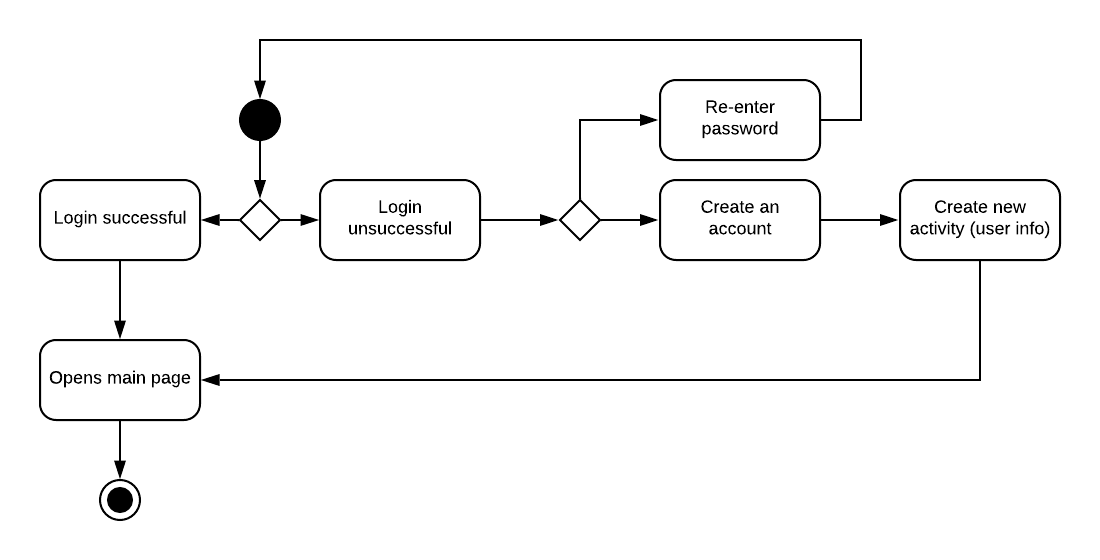 Re-enter
password
Login successful
Login
unsuccessful
Create an
account
Create new
activity (user info)
Opens main page